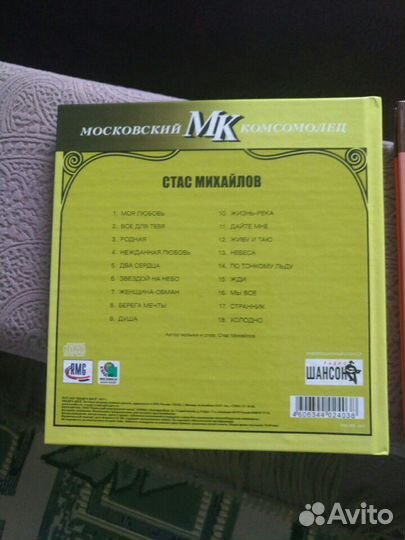 МОСКОВСКИЙ МК КОМСОМОЛЕЦ
СТАС МИХАЙЛОВ
1. МОЯ ЛЮБОВЬ
2. ВСЕ ДЛЯ ТЕБЯ
3. РОДНАЯ
4. НЕЖДАННАЯ ЛЮБОВЬ
5. ДВА СЕРДЦА
6. ЗВЕЗДОЙ НА НЕБО
7. ЖЕНЩИНА-ОБМАН
8. БЕРЕГА МЕЧТЫ
9. ДУША
10. ЖИЗНЬ-РЕКА
11. ДАЙТЕ МНЕ
12. ЖИВУ И ТАЮ
13. НЕБЕСА
14. ПО ТОНКОМУ ЛЬДУ
15. ЖДИ
16. МЫ ВСЕ
17. СТРАННИК
18. ХОЛОДНО
Автор музыки и слов: Стас Михайлов
RMG
РАДИО
ШАНСОН
4606344024038
Avito